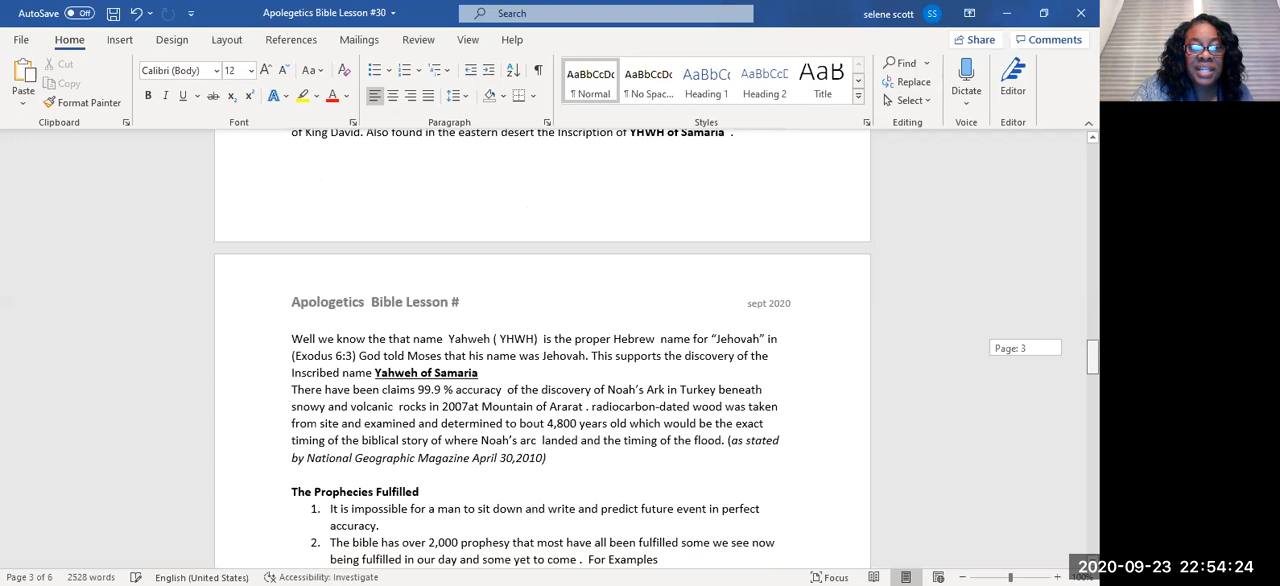 AutoSave Off Apolegetics Bible Lesson #30 Search selene scott SS
File Home Insert Design Layout References Mailings Review View Help Share Comments
Paste Cut Copy Format Painter Clipboard
Calibri (Body) 12 Font
Paragraph
AaBbCcDc AaBbCcDc AaBbCc AaBbCcD AaB
¶ Normal ¶ No Spac... Heading 1 Heading 2 Title
Styles
Find Replace Select Editing
Dictate Voice
Editor Editor
of King David. Also found in the eastern desert the Inscription of YHWH of Samaria .
Apologetics Bible Lesson # sept 2020
Well we know the that name Yahweh ( YHWH) is the proper Hebrew name for “Jehovah” in
(Exodus 6:3) God told Moses that his name was Jehovah. This supports the discovery of the
Inscribed name Yahweh of Samaria
There have been claims 99.9 % accuracy of the discovery of Noah’s Ark in Turkey beneath
snowy and volcanic rocks in 2007at Mountain of Ararat . radiocarbon-dated wood was taken
from site and examined and determined to bout 4,800 years old which would be the exact
timing of the biblical story of where Noah’s arc landed and the timing of the flood. (as stated
by National Geographic Magazine April 30,2010)
The Prophecies Fulfilled
1. It is impossible for a man to sit down and write and predict future event in perfect
accuracy.
2. The bible has over 2,000 prophesy that most have all been fulfilled some we see now
being fulfilled in our day and some yet to come . For Examples
Page: 3
Page 3 of 6 2528 words English (United States) Accessibility: Investigate Focus 100%
2020-09-23 22:54:24